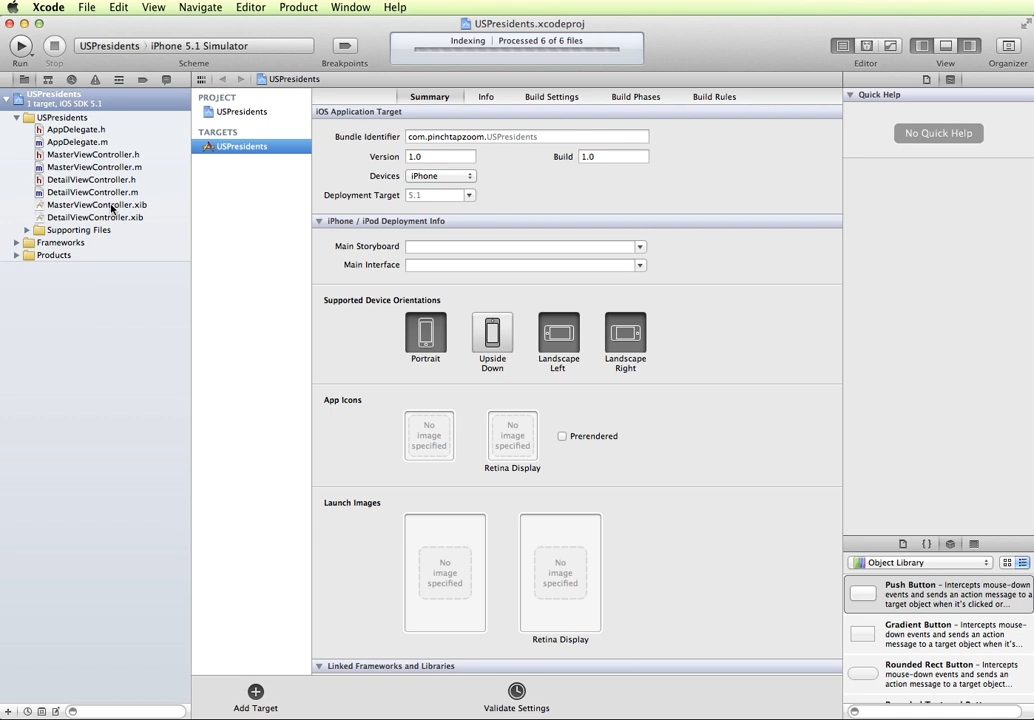 Xcode File Edit View Navigate Editor Product Window Help
USPresidents.xcodeproj
USPresidents iPhone 5.1 Simulator
Indexing | Processed 6 of 6 files
Run Stop Scheme Breakpoints Editor View Organizer
USPresidents
1 target, iOS SDK 5.1
USPresidents
AppDelegate.h
AppDelegate.m
MasterViewController.h
MasterViewController.m
DetailViewController.h
DetailViewController.m
MasterViewController.xib
DetailViewController.xib
Supporting Files
Frameworks
Products
USPresidents
PROJECT
USPresidents
TARGETS
USPresidents
Summary Info Build Settings Build Phases Build Rules
iOS Application Target
Bundle Identifier com.pinchtapzoom.USPresidents
Version 1.0 Build 1.0
Devices iPhone
Deployment Target 5.1
iPhone / iPod Deployment Info
Main Storyboard
Main Interface
Supported Device Orientations
Portrait
Upside
Down
Landscape
Left
Landscape
Right
App Icons
No
image
specified
No
image
specified
Prerendered
Retina Display
Launch Images
No
image
specified
No
image
specified
Retina Display
Linked Frameworks and Libraries
Add Target Validate Settings
Quick Help
No Quick Help
{ }
Object Library
Push Button – Intercepts mouse-down
events and sends an action message to a
target object when it's clicked or...
Gradient Button – Intercepts mouse-
down events and sends an action
message to a target object when it's...
Rounded Rect Button – Intercepts
mouse-down events and sends an
action message to a target object...